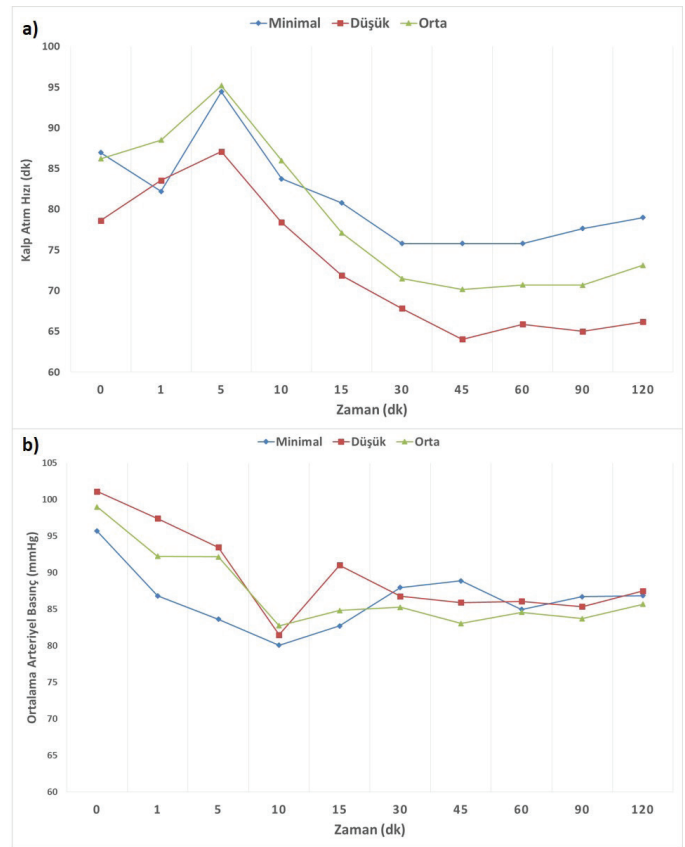 a)
Minimal Düşük Orta
100
95
90
85
80
75
70
65
60
Kalp Atım Hızı (dk)
0 1 5 10 15 30 45 60 90 120
Zaman (dk)
b)
Minimal Düşük Orta
105
100
95
90
85
80
75
70
65
60
Ortalama Arteriyel Basınç (mmHg)
0 1 5 10 15 30 45 60 90 120
Zaman (dk)